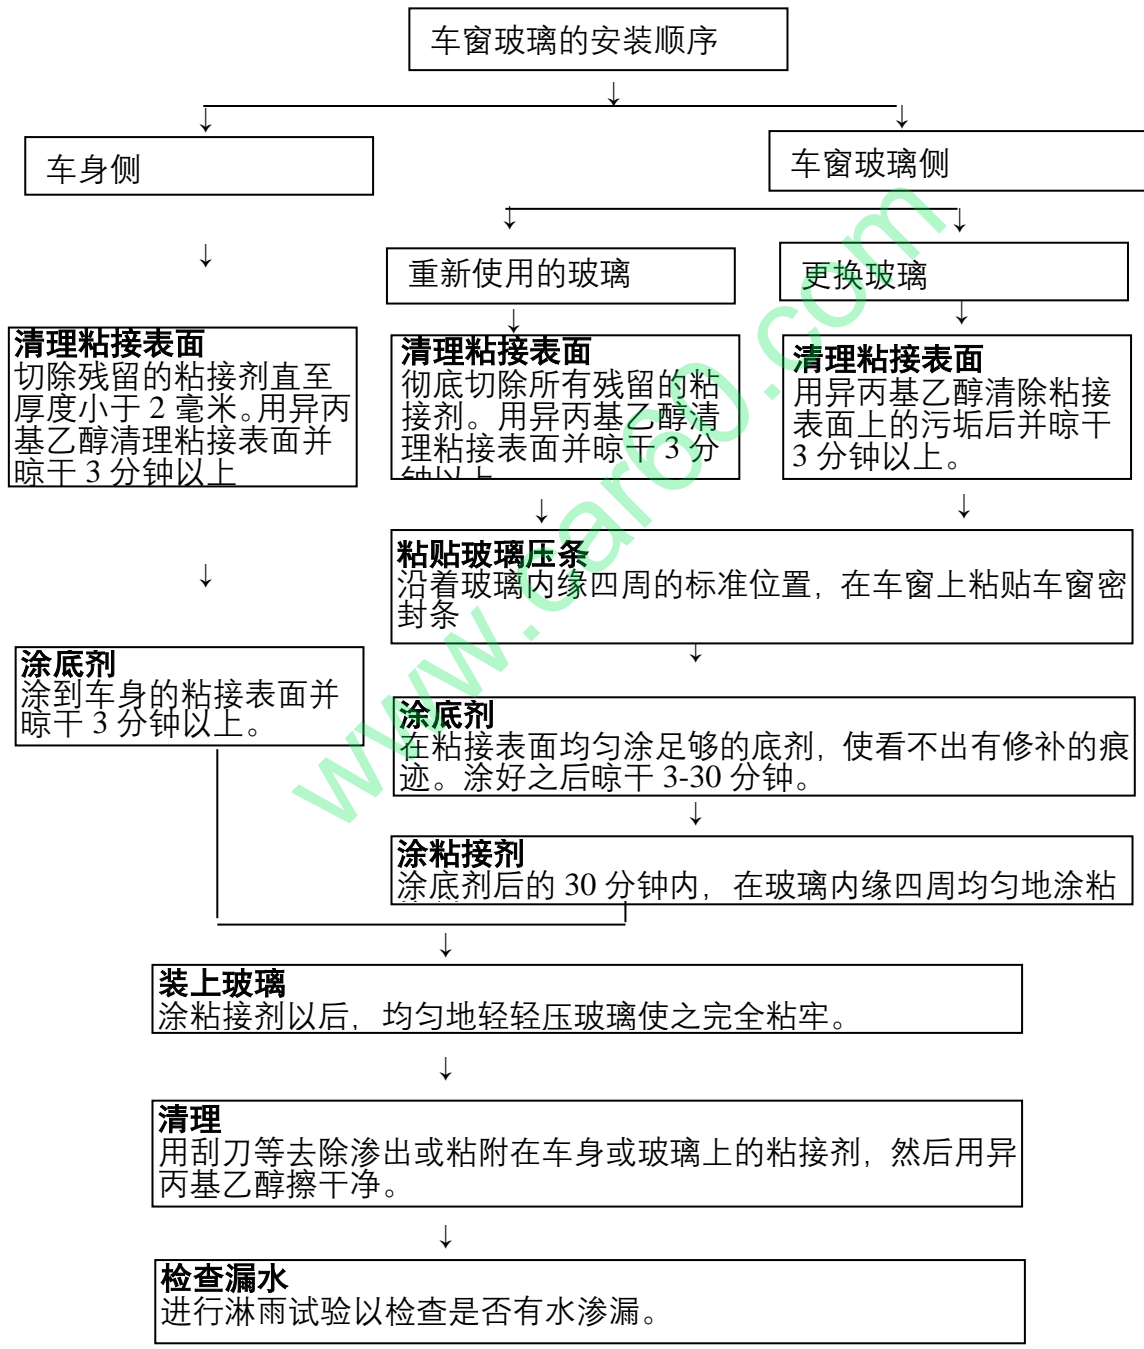 车窗玻璃的安装顺序
车身侧
车窗玻璃侧
重新使用的玻璃
更换玻璃
清理粘接表面
切除残留的粘接剂直至
厚度小于 2 毫米。用异丙
基乙醇清理粘接表面并
晾干 3 分钟以上
清理粘接表面
彻底切除所有残留的粘
接剂。用异丙基乙醇清
理粘接表面并晾干 3 分
钟以上
清理粘接表面
用异丙基乙醇清除粘接
表面上的污垢后并晾干
3 分钟以上。
粘贴玻璃压条
沿着玻璃内缘四周的标准位置，在车窗上粘贴车窗密
封条
涂底剂
涂到车身的粘接表面并
晾干 3 分钟以上。
涂底剂
在粘接表面均匀涂足够的底剂，使看不出有修补的痕
迹。涂好之后晾干 3-30 分钟。
涂粘接剂
涂底剂后的 30 分钟内，在玻璃内缘四周均匀地涂粘
装上玻璃
涂粘接剂以后，均匀地轻轻压玻璃使之完全粘牢。
清理
用刮刀等去除渗出或粘附在车身或玻璃上的粘接剂，然后用异
丙基乙醇擦干净。
检查漏水
进行淋雨试验以检查是否有水渗漏。
www.car60.com